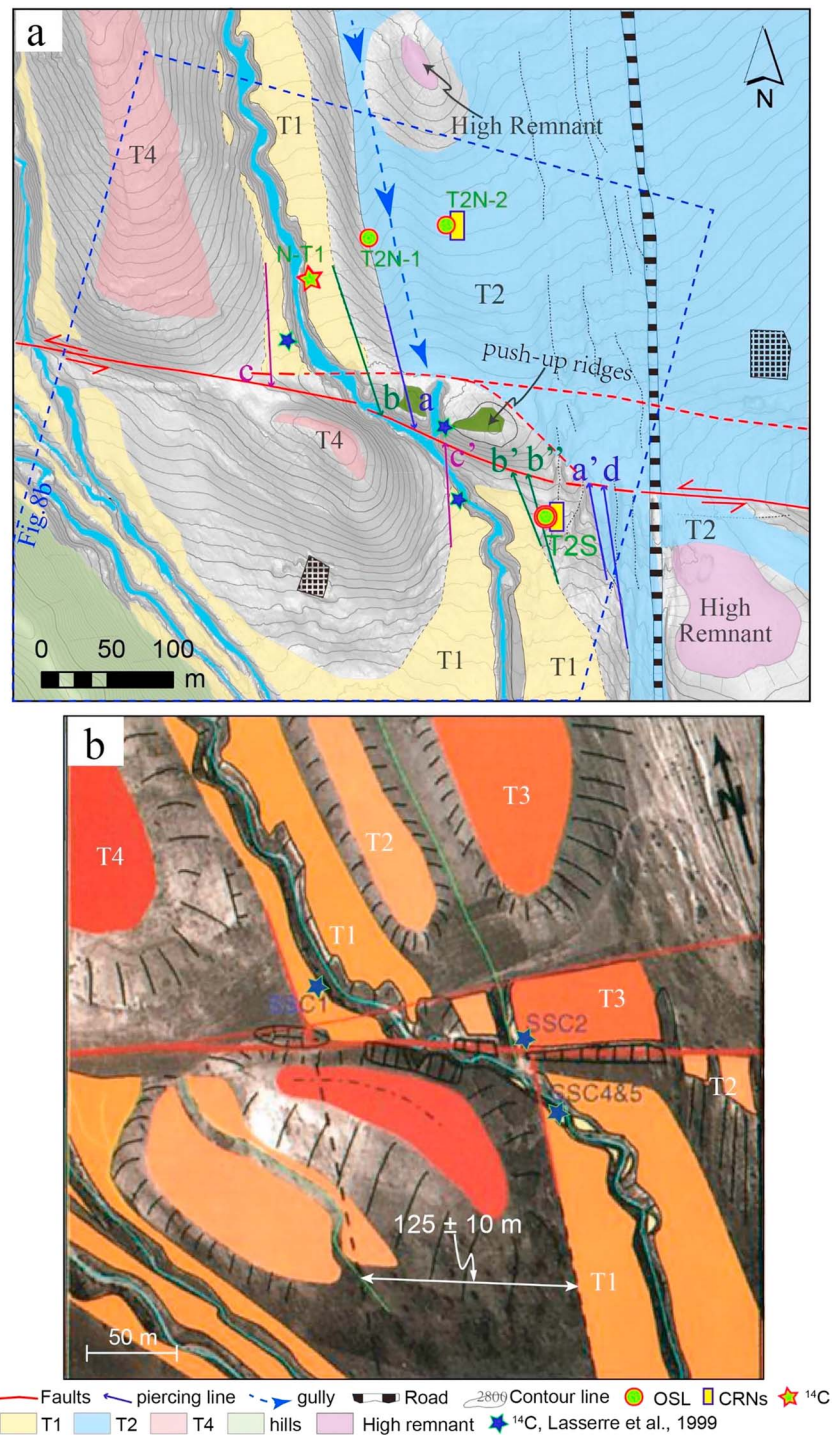 a
N
T4
T1
High Remnant
T2N-2
N-T1
T2N-1
T2
push-up ridges
c
b
a
T4
c'
b' b'' a' d
T2S
T2
Fig.8b
High
Remnant
0 50 100
m
T1
T1
b
N
T3
T4
T2
T1
SSC1
T3
SSC2
T2
SSC4&5
125 ± 10 m
T1
50 m
Faults piercing line gully Road 2800 Contour line OSL CRNs ¹⁴C
T1 T2 T4 hills High remnant ¹⁴C, Lasserre et al., 1999